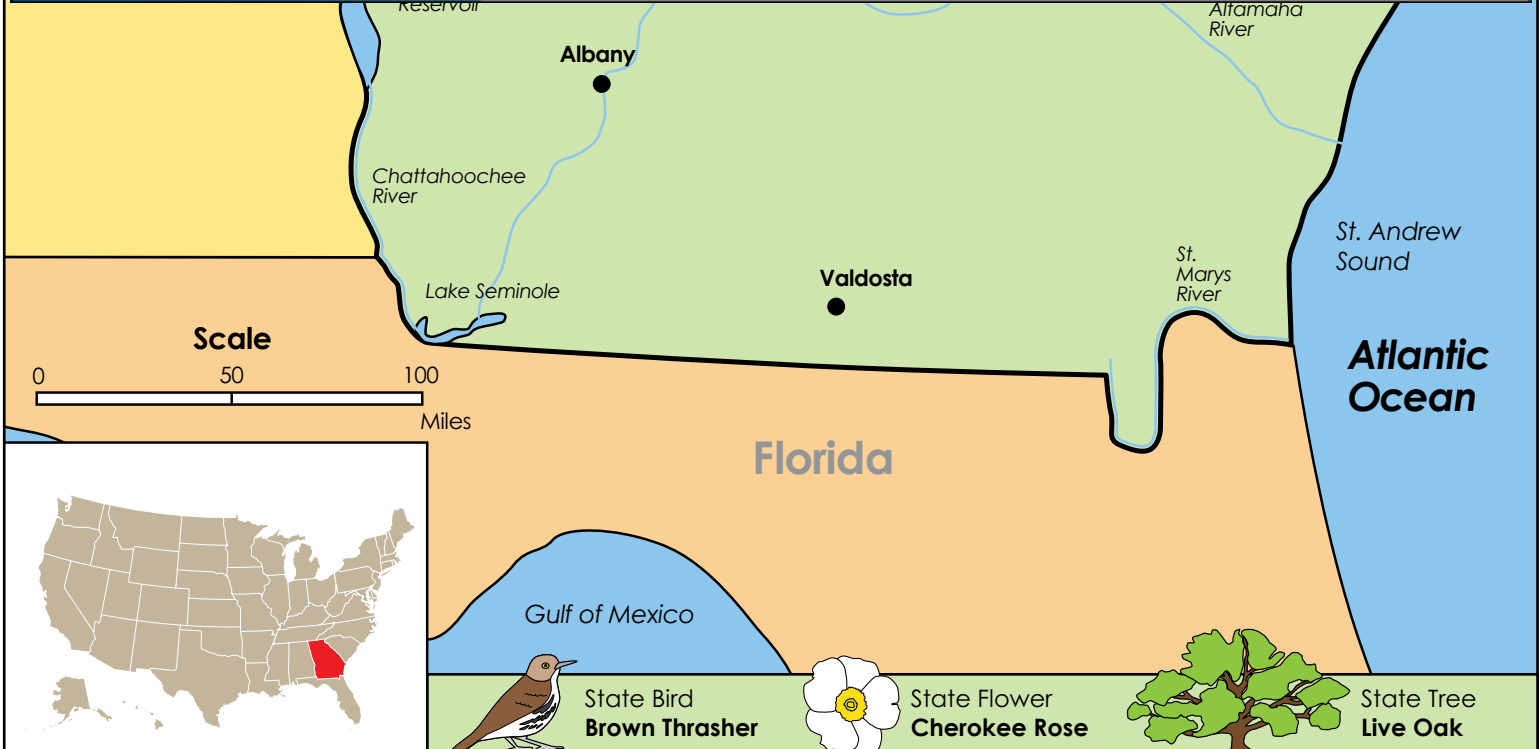 Reservoir
Altamaha
River
Albany
Chattahoochee
River
St. Andrew
Sound
St.
Marys
River
Valdosta
Lake Seminole
Scale
0 50 100
Miles
Atlantic
Ocean
Florida
Gulf of Mexico
State Bird
Brown Thrasher
State Flower
Cherokee Rose
State Tree
Live Oak